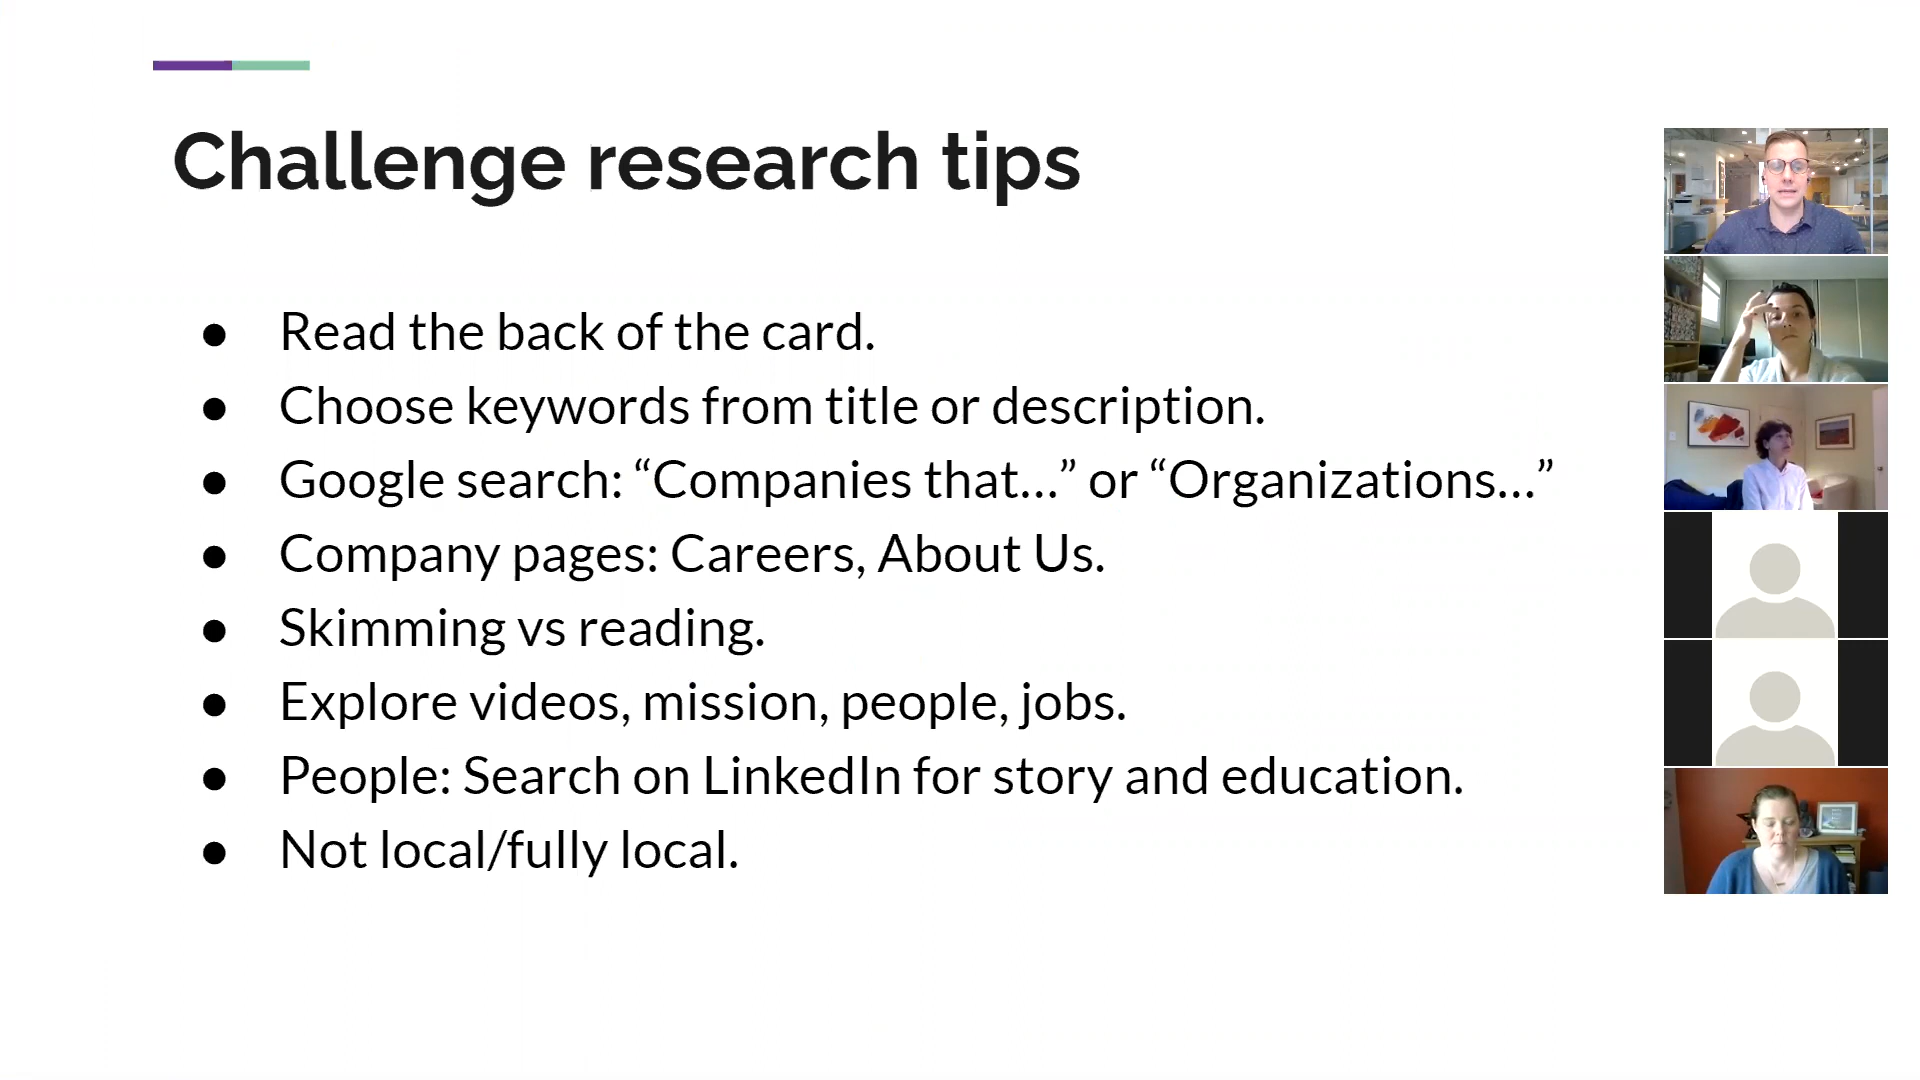 Challenge research tips
● Read the back of the card.
● Choose keywords from title or description.
● Google search: “Companies that...” or “Organizations...”
● Company pages: Careers, About Us.
● Skimming vs reading.
● Explore videos, mission, people, jobs.
● People: Search on LinkedIn for story and education.
● Not local/fully local.